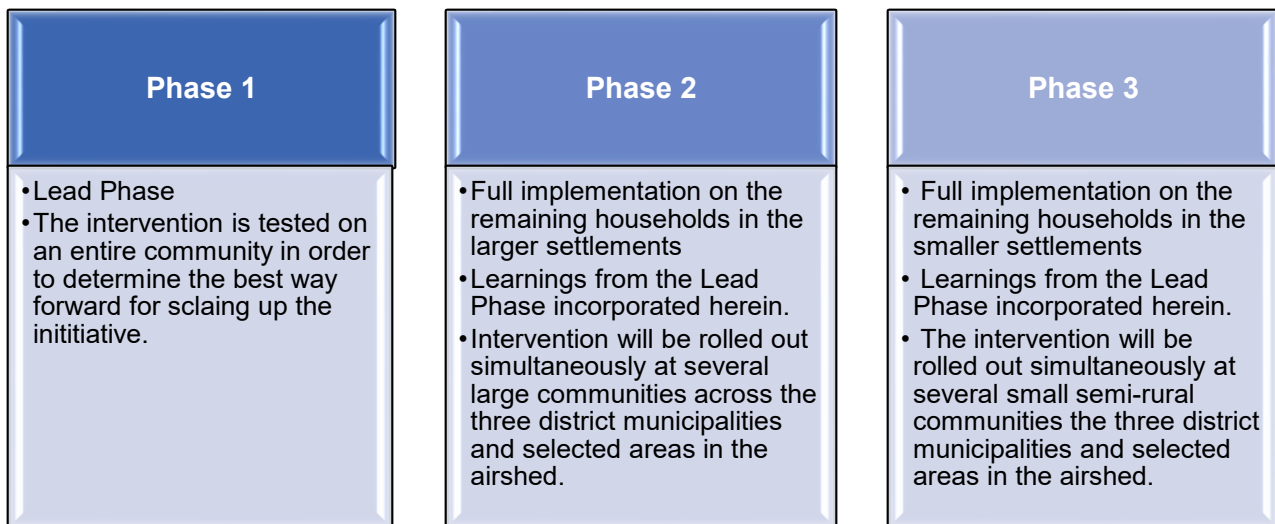 Phase 1
•Lead Phase
•The intervention is tested on
an entire community in order
to determine the best way
forward for sclaing up the
inititiative.
Phase 2
•Full implementation on the
remaining households in the
larger settlements
•Learnings from the Lead
Phase incorporated herein.
•Intervention will be rolled out
simultaneously at several
large communities across the
three district municipalities
and selected areas in the
airshed.
Phase 3
• Full implementation on the
remaining households in the
smaller settlements
• Learnings from the Lead
Phase incorporated herein.
• The intervention will be
rolled out simultaneously at
several small semi-rural
communities the three district
municipalities and selected
areas in the airshed.